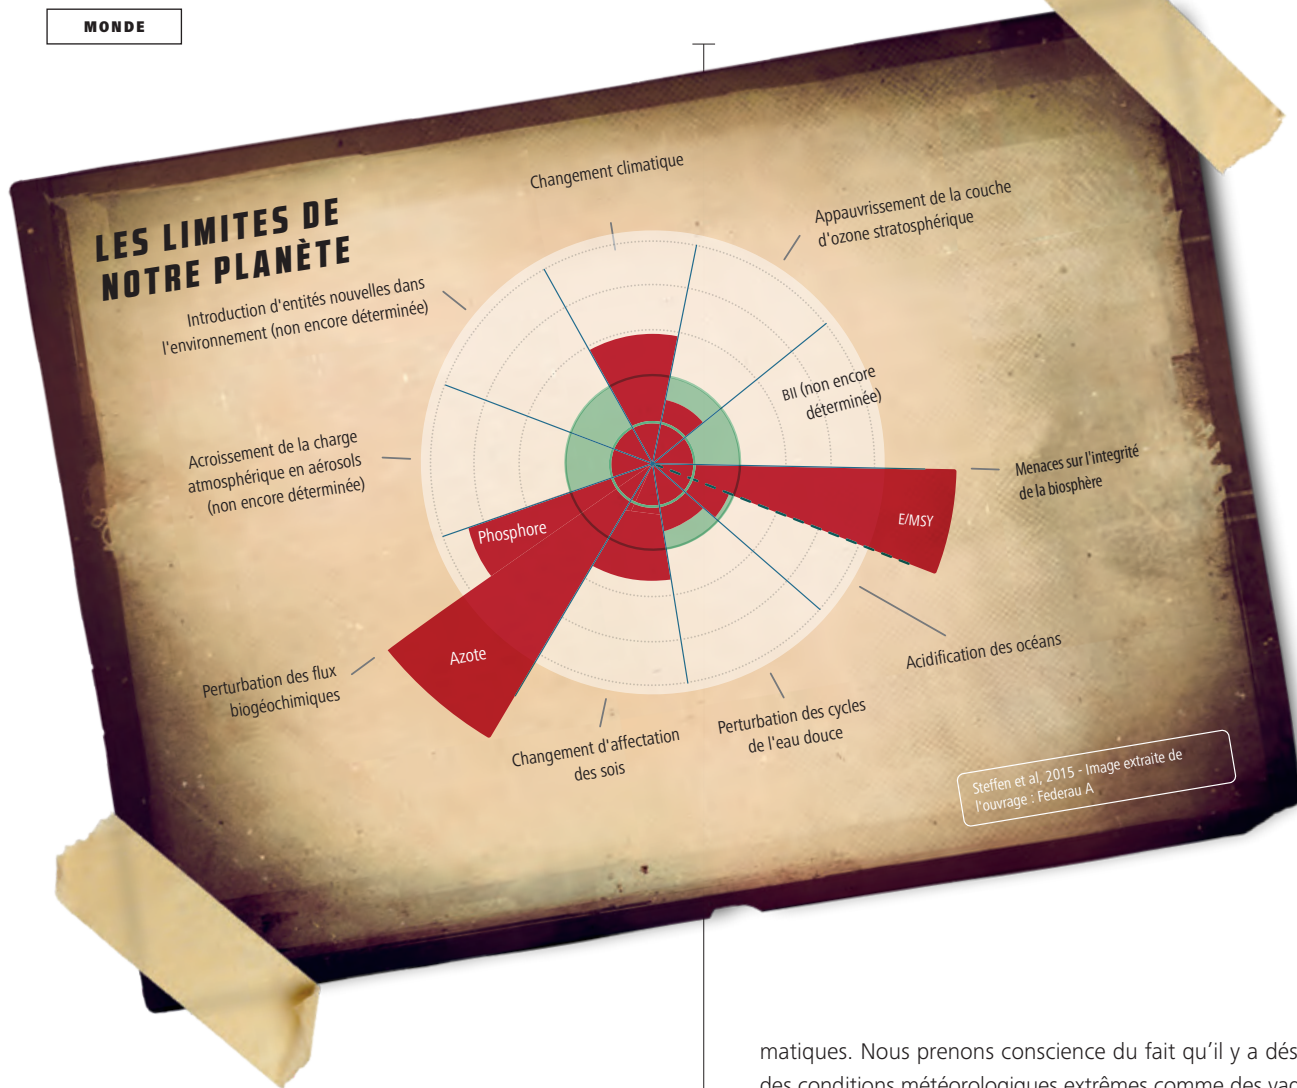 MONDE
LES LIMITES DE
NOTRE PLANÈTE
Changement climatique
Appauvrissement de la couche
d'ozone stratosphérique
Introduction d'entités nouvelles dans
l'environnement (non encore déterminée)
BII (non encore
déterminée)
Acroissement de la charge
atmosphérique en aérosols
(non encore déterminée)
Menaces sur l'integrité
de la biosphère
E/MSY
Phosphore
Azote
Acidification des océans
Perturbation des flux
biogéochimiques
Perturbation des cycles
de l'eau douce
Changement d'affectation
des sois
Steffen et al, 2015 - Image extraite de
l'ouvrage : Federau A
matiques. Nous prenons conscience du fait qu'il y a dés